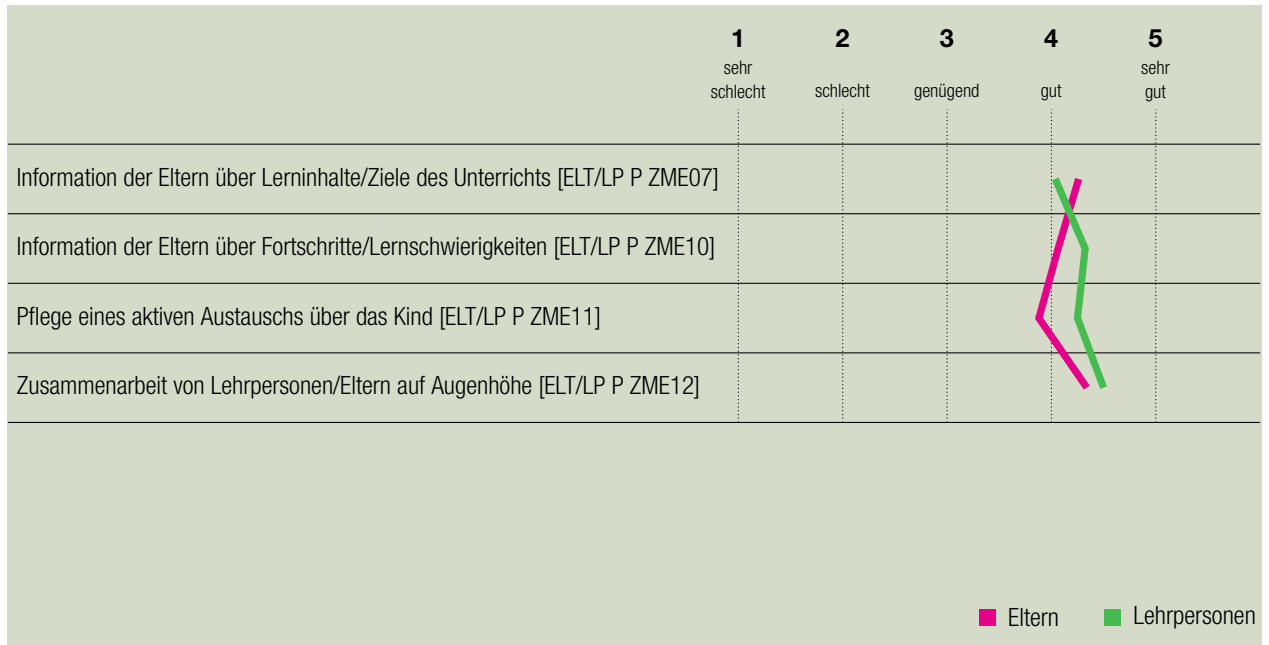 1 2 3 4 5
sehr schlecht schlecht genügend gut sehr gut
Information der Eltern über Lerninhalte/Ziele des Unterrichts [ELT/LP P ZME07]
Information der Eltern über Fortschritte/Lernschwierigkeiten [ELT/LP P ZME10]
Pflege eines aktiven Austauschs über das Kind [ELT/LP P ZME11]
Zusammenarbeit von Lehrpersonen/Eltern auf Augenhöhe [ELT/LP P ZME12]
Eltern Lehrpersonen